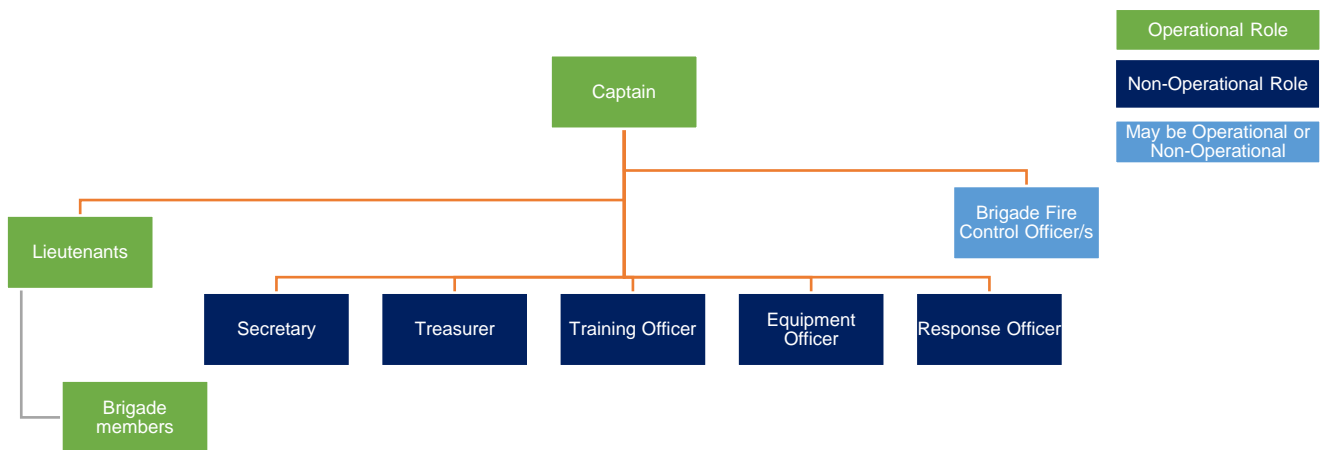 Operational Role
Captain
Non-Operational Role
May be Operational or
Non-Operational
Brigade Fire
Control Officer/s
Lieutenants
Secretary
Treasurer
Training Officer
Equipment
Officer
Response Officer
Brigade
members